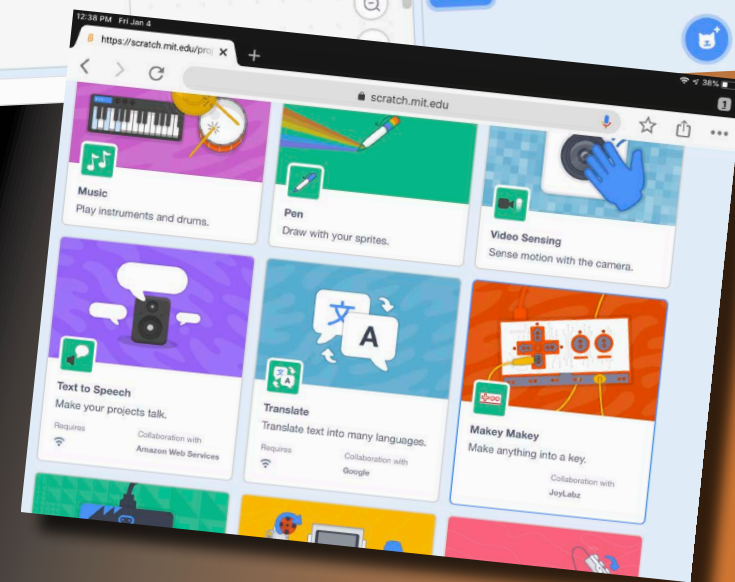 12:38 PM Fri Jan 4
38%
https://scratch.mit.edu/proj
1
scratch.mit.edu
Music
Play instruments and drums.
Pen
Draw with your sprites.
Video Sensing
Sense motion with the camera.
文
A
Text to Speech
Make your projects talk.
Requires
Collaboration with
Amazon Web Services
文
A
Translate
Translate text into many languages.
Requires
Collaboration with
Google
Makey Makey
Make anything into a key.
Collaboration with
JoyLabz